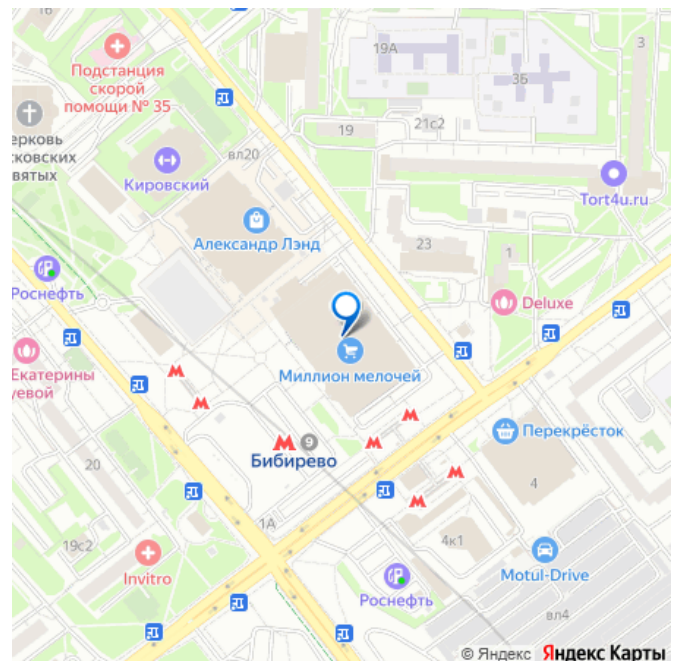 16
3
19А
Подстанция
скорой
помощи № 35
3Б
21с2
19
ерковь
сковских
вятых
вл20
Кировский
Tort4u.ru
Александр Лэнд
23
1
Роснефть
Deluxe
Миллион мелочей
Екатерины
уевой
Перекрёсток
9
Бибирево
20
4
1А
19с2
4к1
Invitro
Motul-Drive
Роснефть
вл4
© Яндекс Яндекс Карты